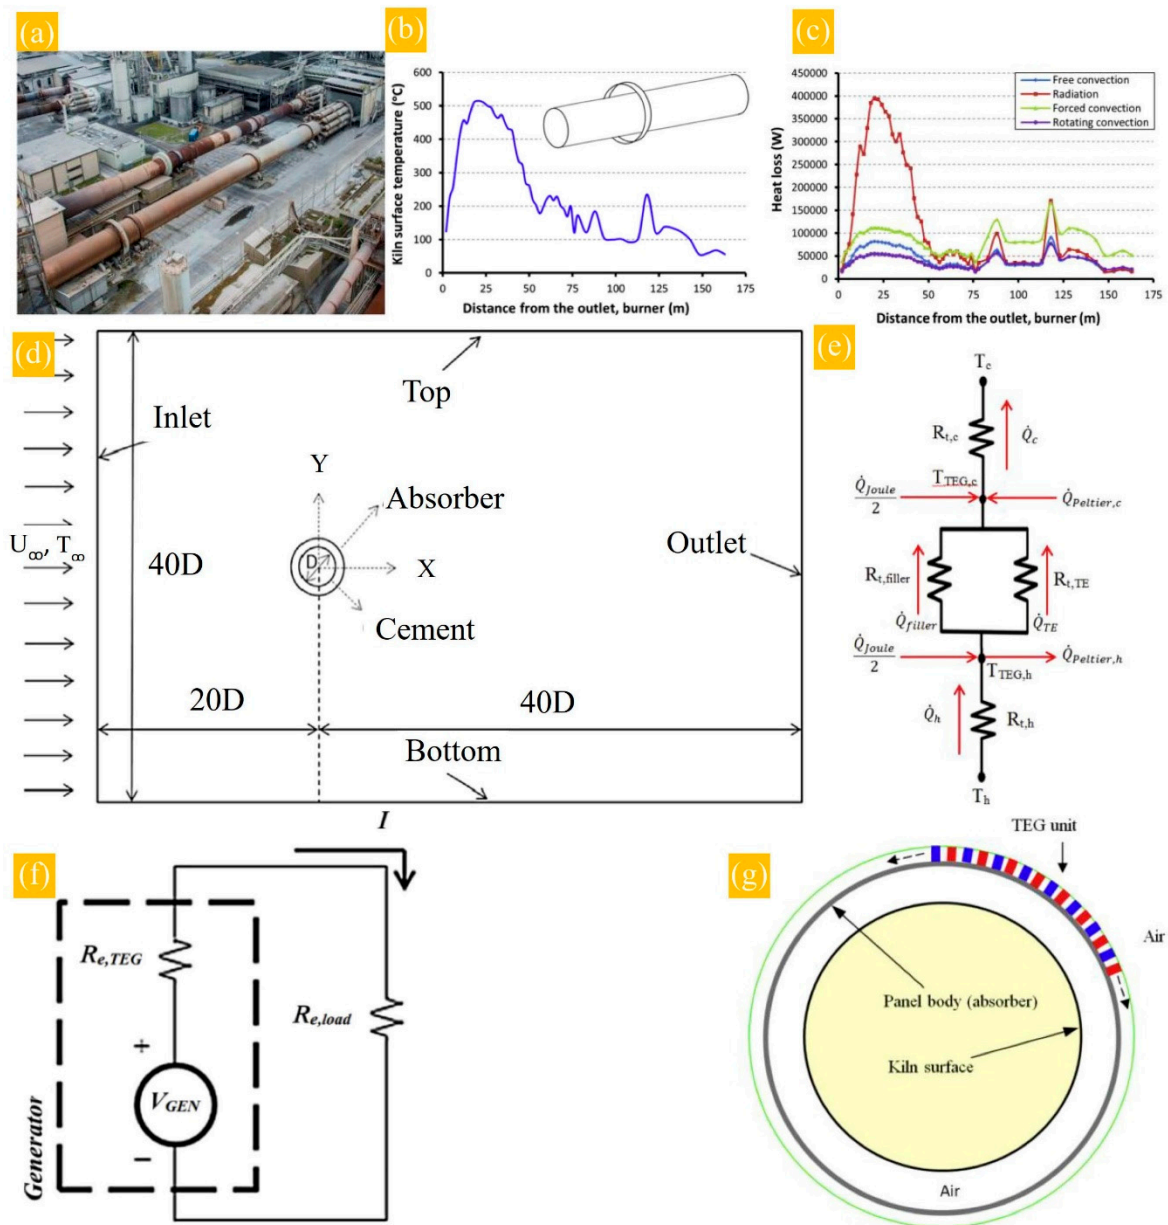 (a)
(b)
Kiln surface temperature (°C)
600
500
400
300
200
100
0
0 25 50 75 100 125 150 175
Distance from the outlet, burner (m)
(c)
Heat loss (W)
450000
400000
350000
300000
250000
200000
150000
100000
50000
0
Free convection
Radiation
Forced convection
Rotating convection
0 25 50 75 100 125 150 175
Distance from the outlet, burner (m)
(d)
Top
Inlet
Y
Absorber
D
X
Outlet
U∞, T∞
40D
Cement
20D
40D
Bottom
(e)
Tc
Rt,c
Q̇c
TTEG,c
Q̇Joule/2
Q̇Peltier,c
Rt,filler
Rt,TE
Q̇filler
Q̇TE
Q̇Joule/2
Q̇Peltier,h
TTEG,h
Q̇h
Rt,h
Th
(f)
I
Re,TEG
Re,load
+
VGEN
−
Generator
(g)
TEG unit
Air
Panel body (absorber)
Kiln surface
Air